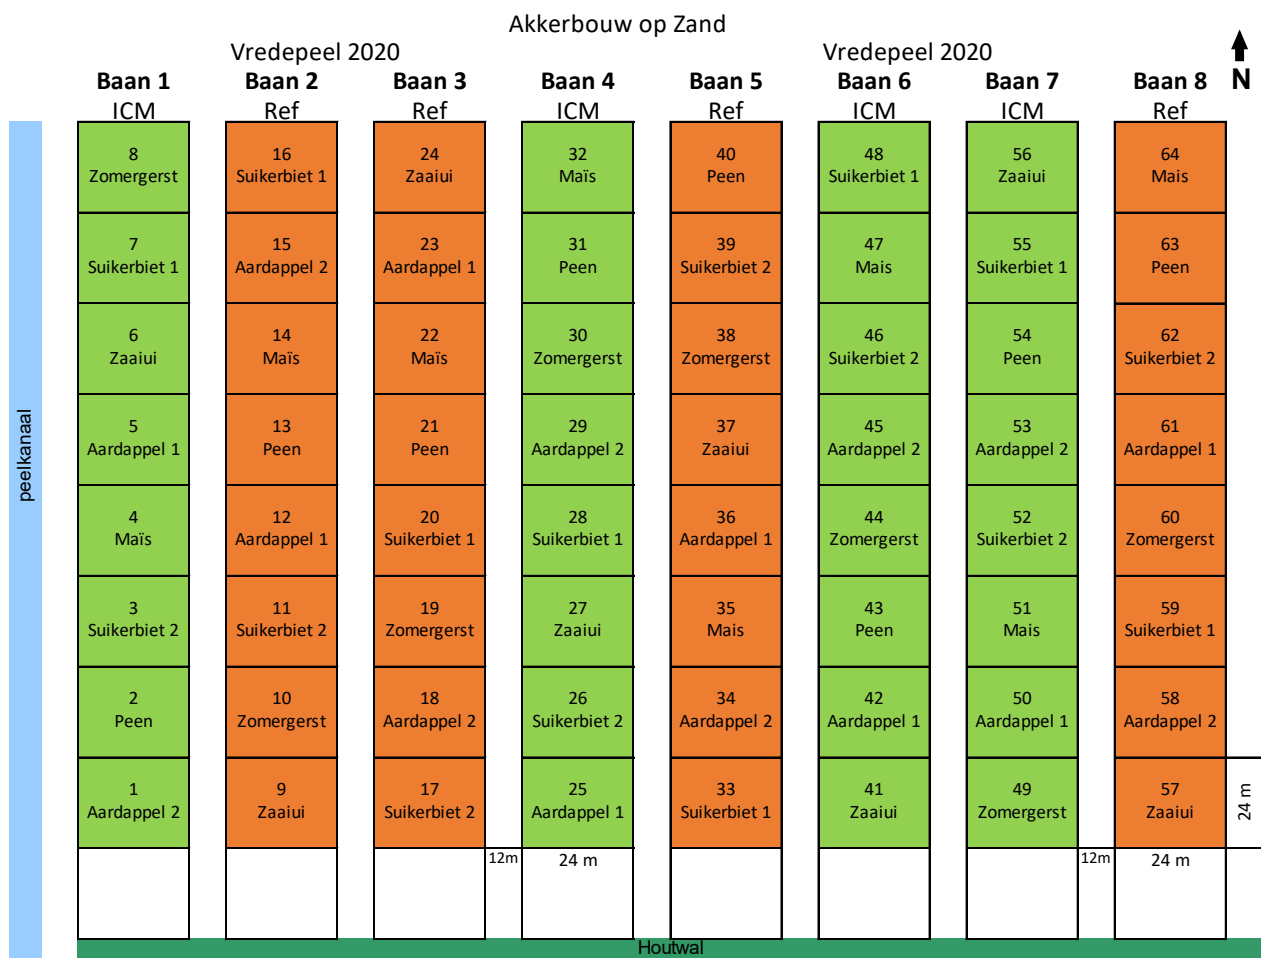 Akkerbouw op Zand
Vredepeel 2020 Vredepeel 2020
Baan 1 Baan 2 Baan 3 Baan 4 Baan 5 Baan 6 Baan 7 Baan 8 N
ICM Ref Ref ICM Ref ICM ICM Ref
8 16 24 32 40 48 56 64
Zomergerst Suikerbiet 1 Zaaiui Maïs Peen Suikerbiet 1 Zaaiui Mais
7 15 23 31 39 47 55 63
Suikerbiet 1 Aardappel 2 Aardappel 1 Peen Suikerbiet 2 Mais Suikerbiet 1 Peen
6 14 22 30 38 46 54 62
Zaaiui Maïs Maïs Zomergerst Zomergerst Suikerbiet 2 Peen Suikerbiet 2
5 13 21 29 37 45 53 61
Aardappel 1 Peen Peen Aardappel 2 Zaaiui Aardappel 2 Aardappel 2 Aardappel 1
peelkanaal
4 12 20 28 36 44 52 60
Maïs Aardappel 1 Suikerbiet 1 Suikerbiet 1 Aardappel 1 Zomergerst Suikerbiet 2 Zomergerst
3 11 19 27 35 43 51 59
Suikerbiet 2 Suikerbiet 2 Zomergerst Zaaiui Mais Peen Mais Suikerbiet 1
2 10 18 26 34 42 50 58
Peen Zomergerst Aardappel 2 Suikerbiet 2 Aardappel 2 Aardappel 1 Aardappel 1 Aardappel 2
1 9 17 25 33 41 49 57
Aardappel 2 Zaaiui Suikerbiet 2 Aardappel 1 Suikerbiet 1 Zaaiui Zomergerst Zaaiui
24 m
12m 24 m 12m 24 m
Houtwal